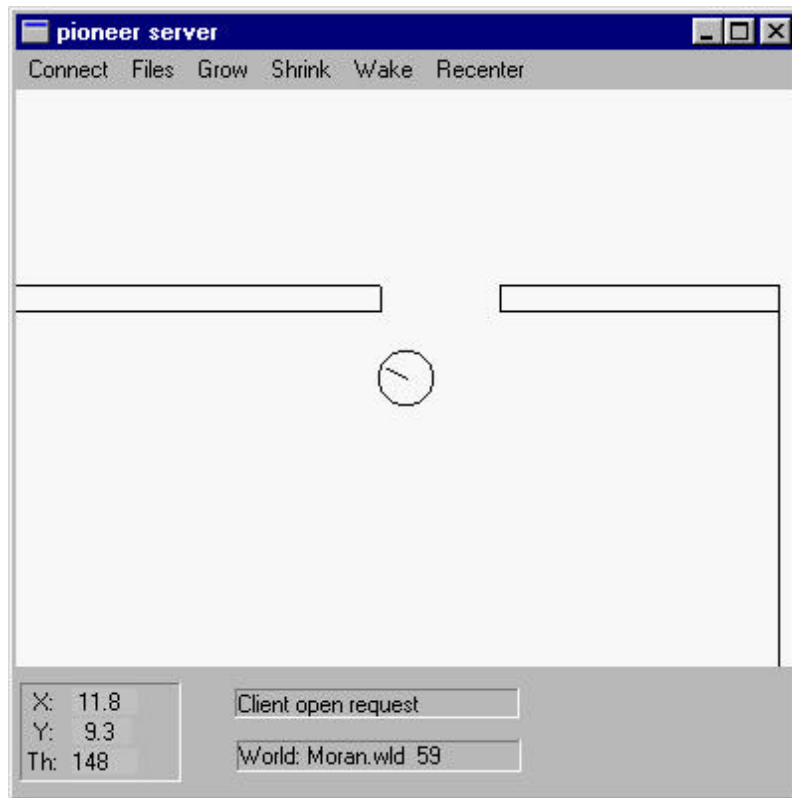 pioneer server
Connect Files Grow Shrink Wake Recenter
X: 11.8
Y: 9.3
Th: 148
Client open request
World: Moran.wld 59